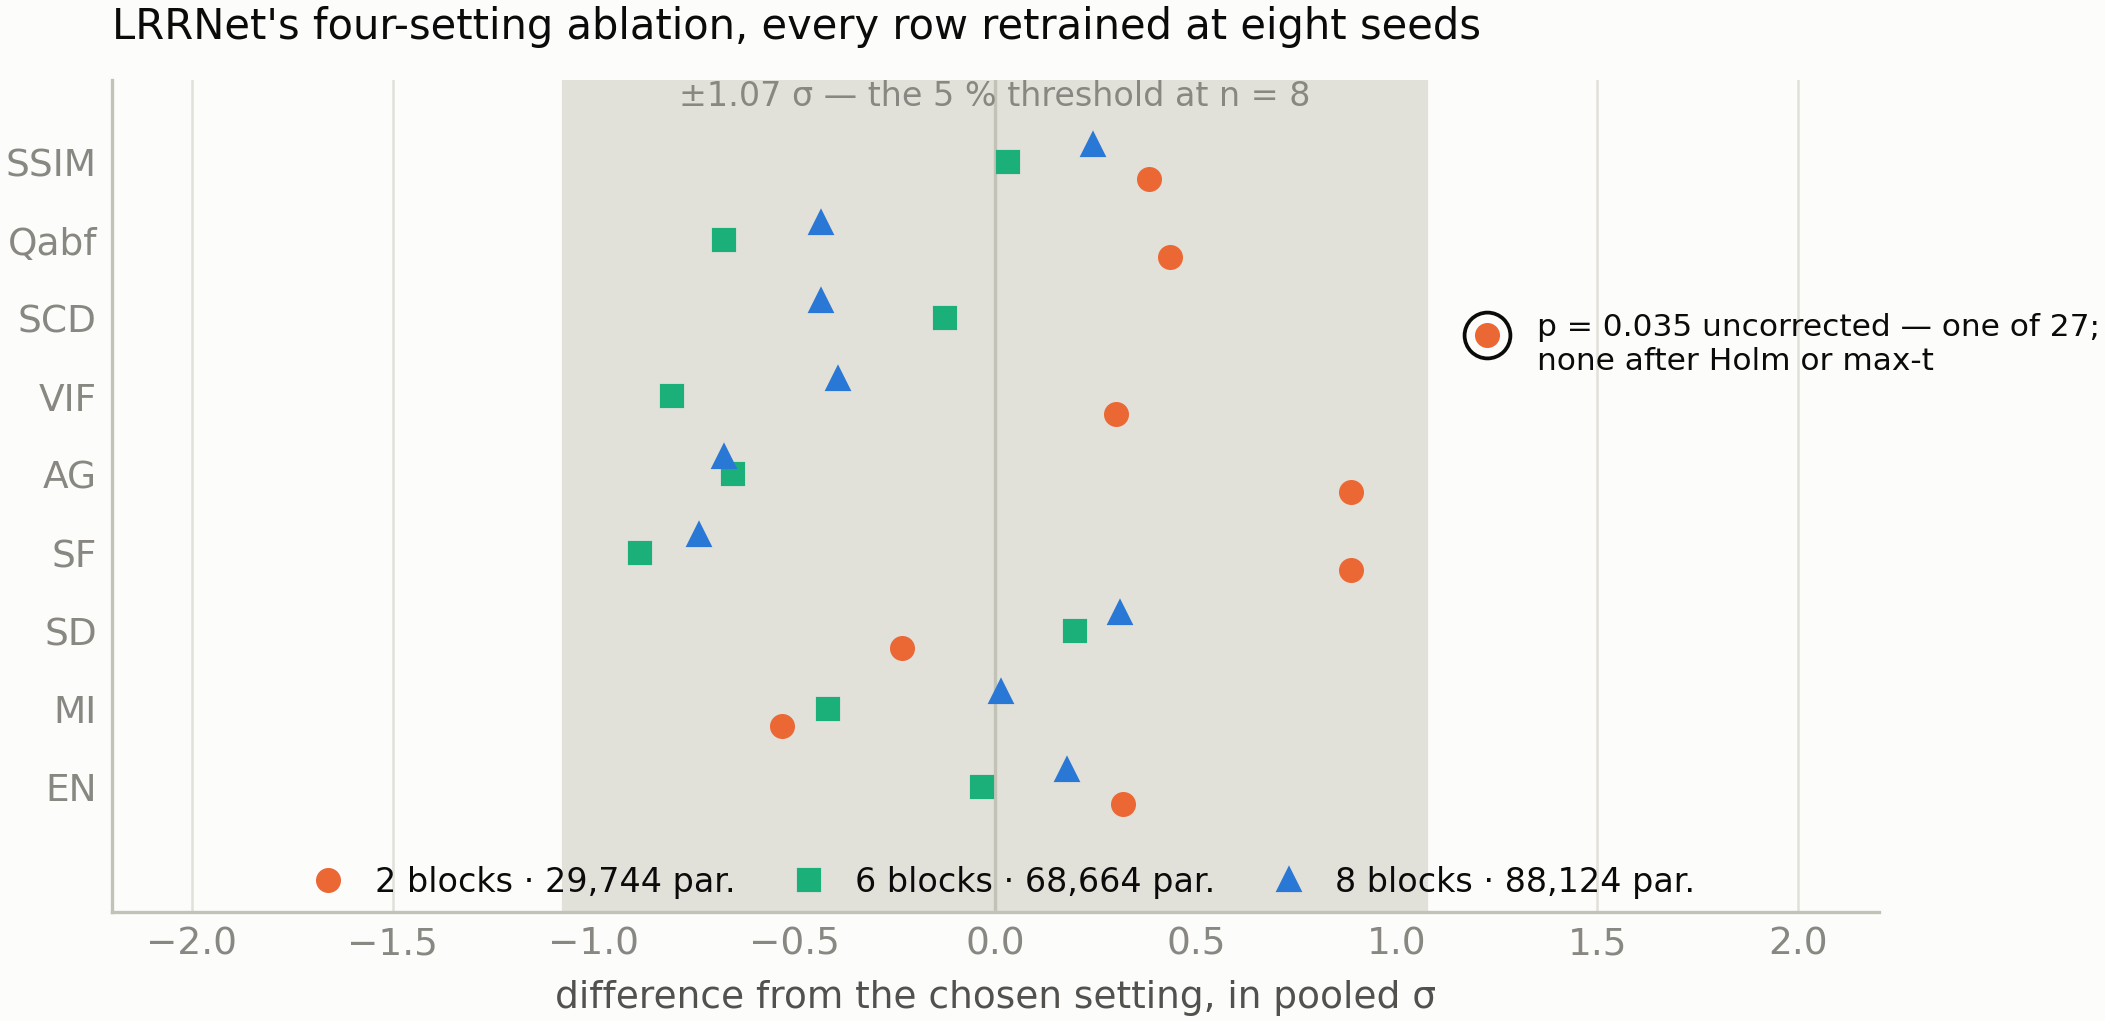 LRRNet's four-setting ablation, every row retrained at eight seeds
±1.07 σ — the 5 % threshold at n = 8
SSIM
Qabf
SCD
p = 0.035 uncorrected — one of 27;
none after Holm or max-t
VIF
AG
SF
SD
MI
EN
2 blocks · 29,744 par.
6 blocks · 68,664 par.
8 blocks · 88,124 par.
−2.0
−1.5
−1.0
−0.5
0.0
0.5
1.0
1.5
2.0
difference from the chosen setting, in pooled σ